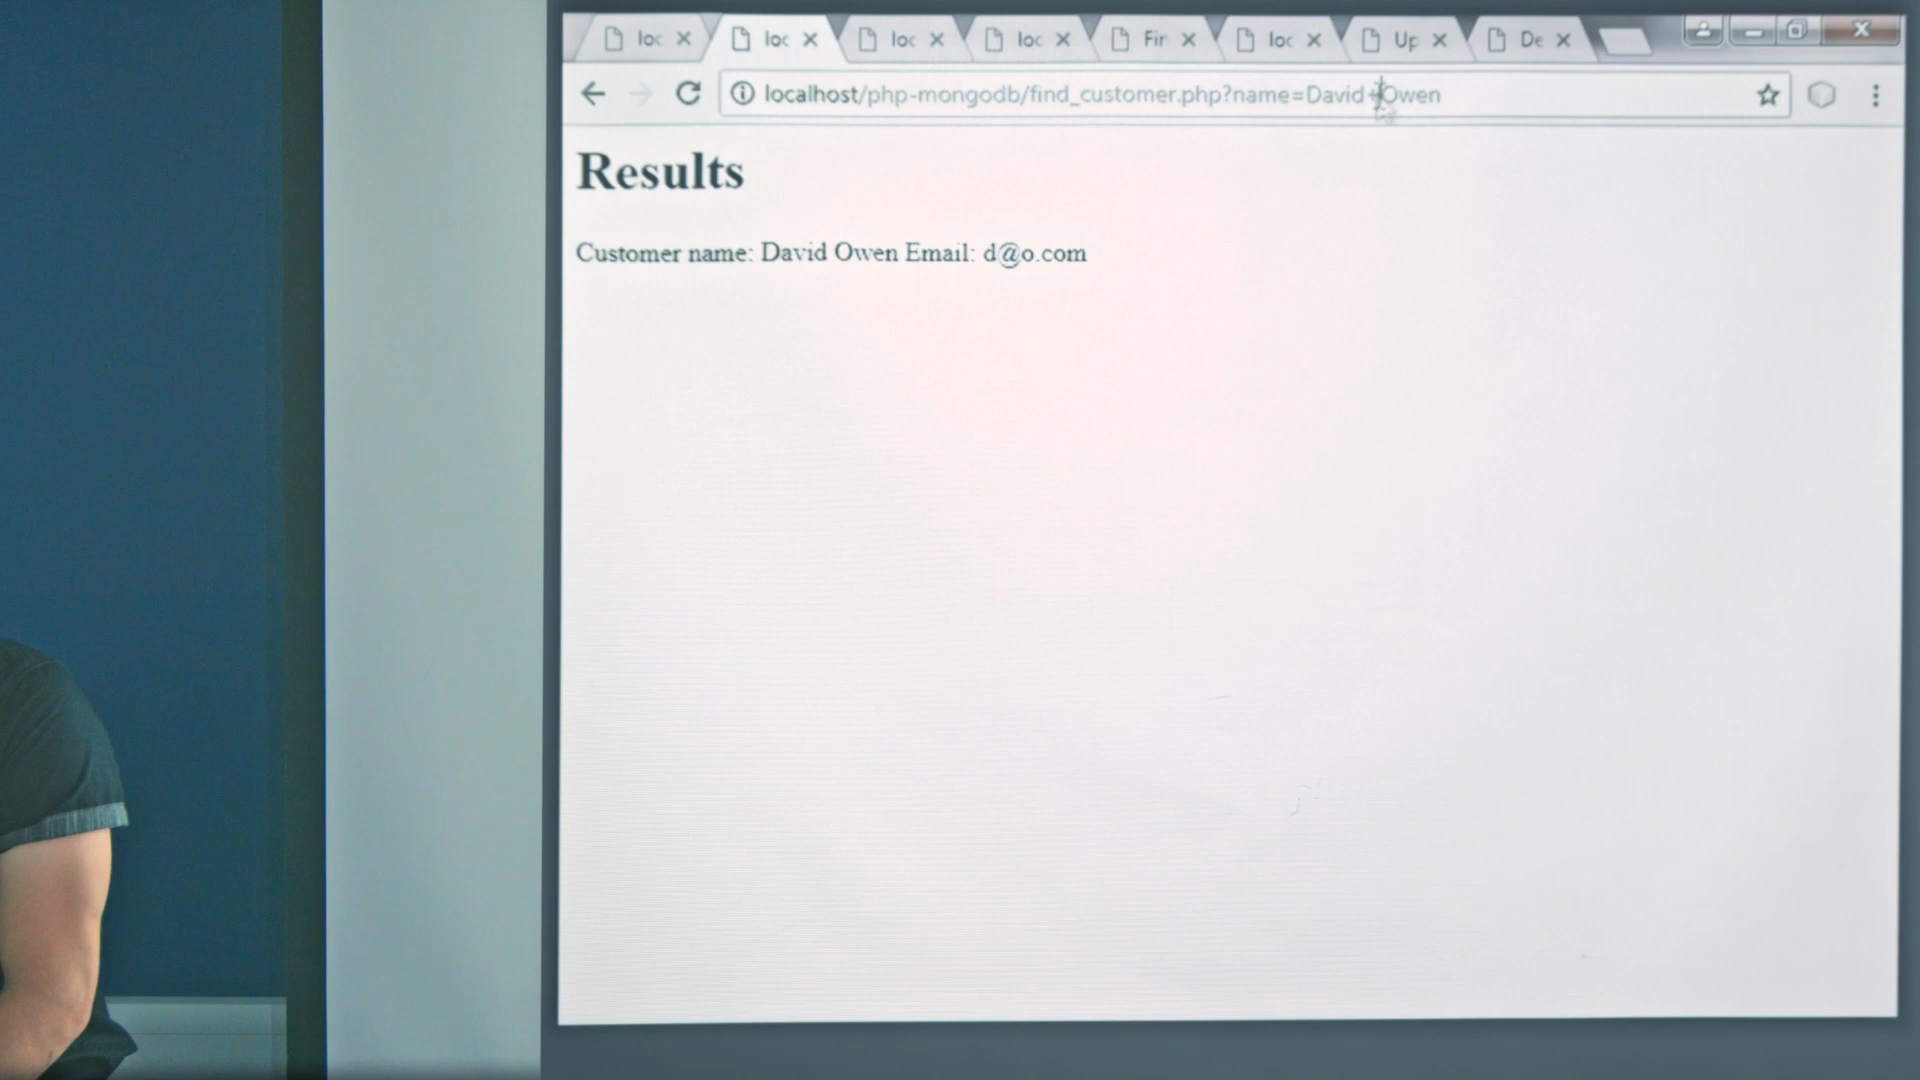 loc loc loc loc Fin loc Up De
localhost/php-mongodb/find_customer.php?name=David+Owen
Results
Customer name: David Owen Email: d@o.com